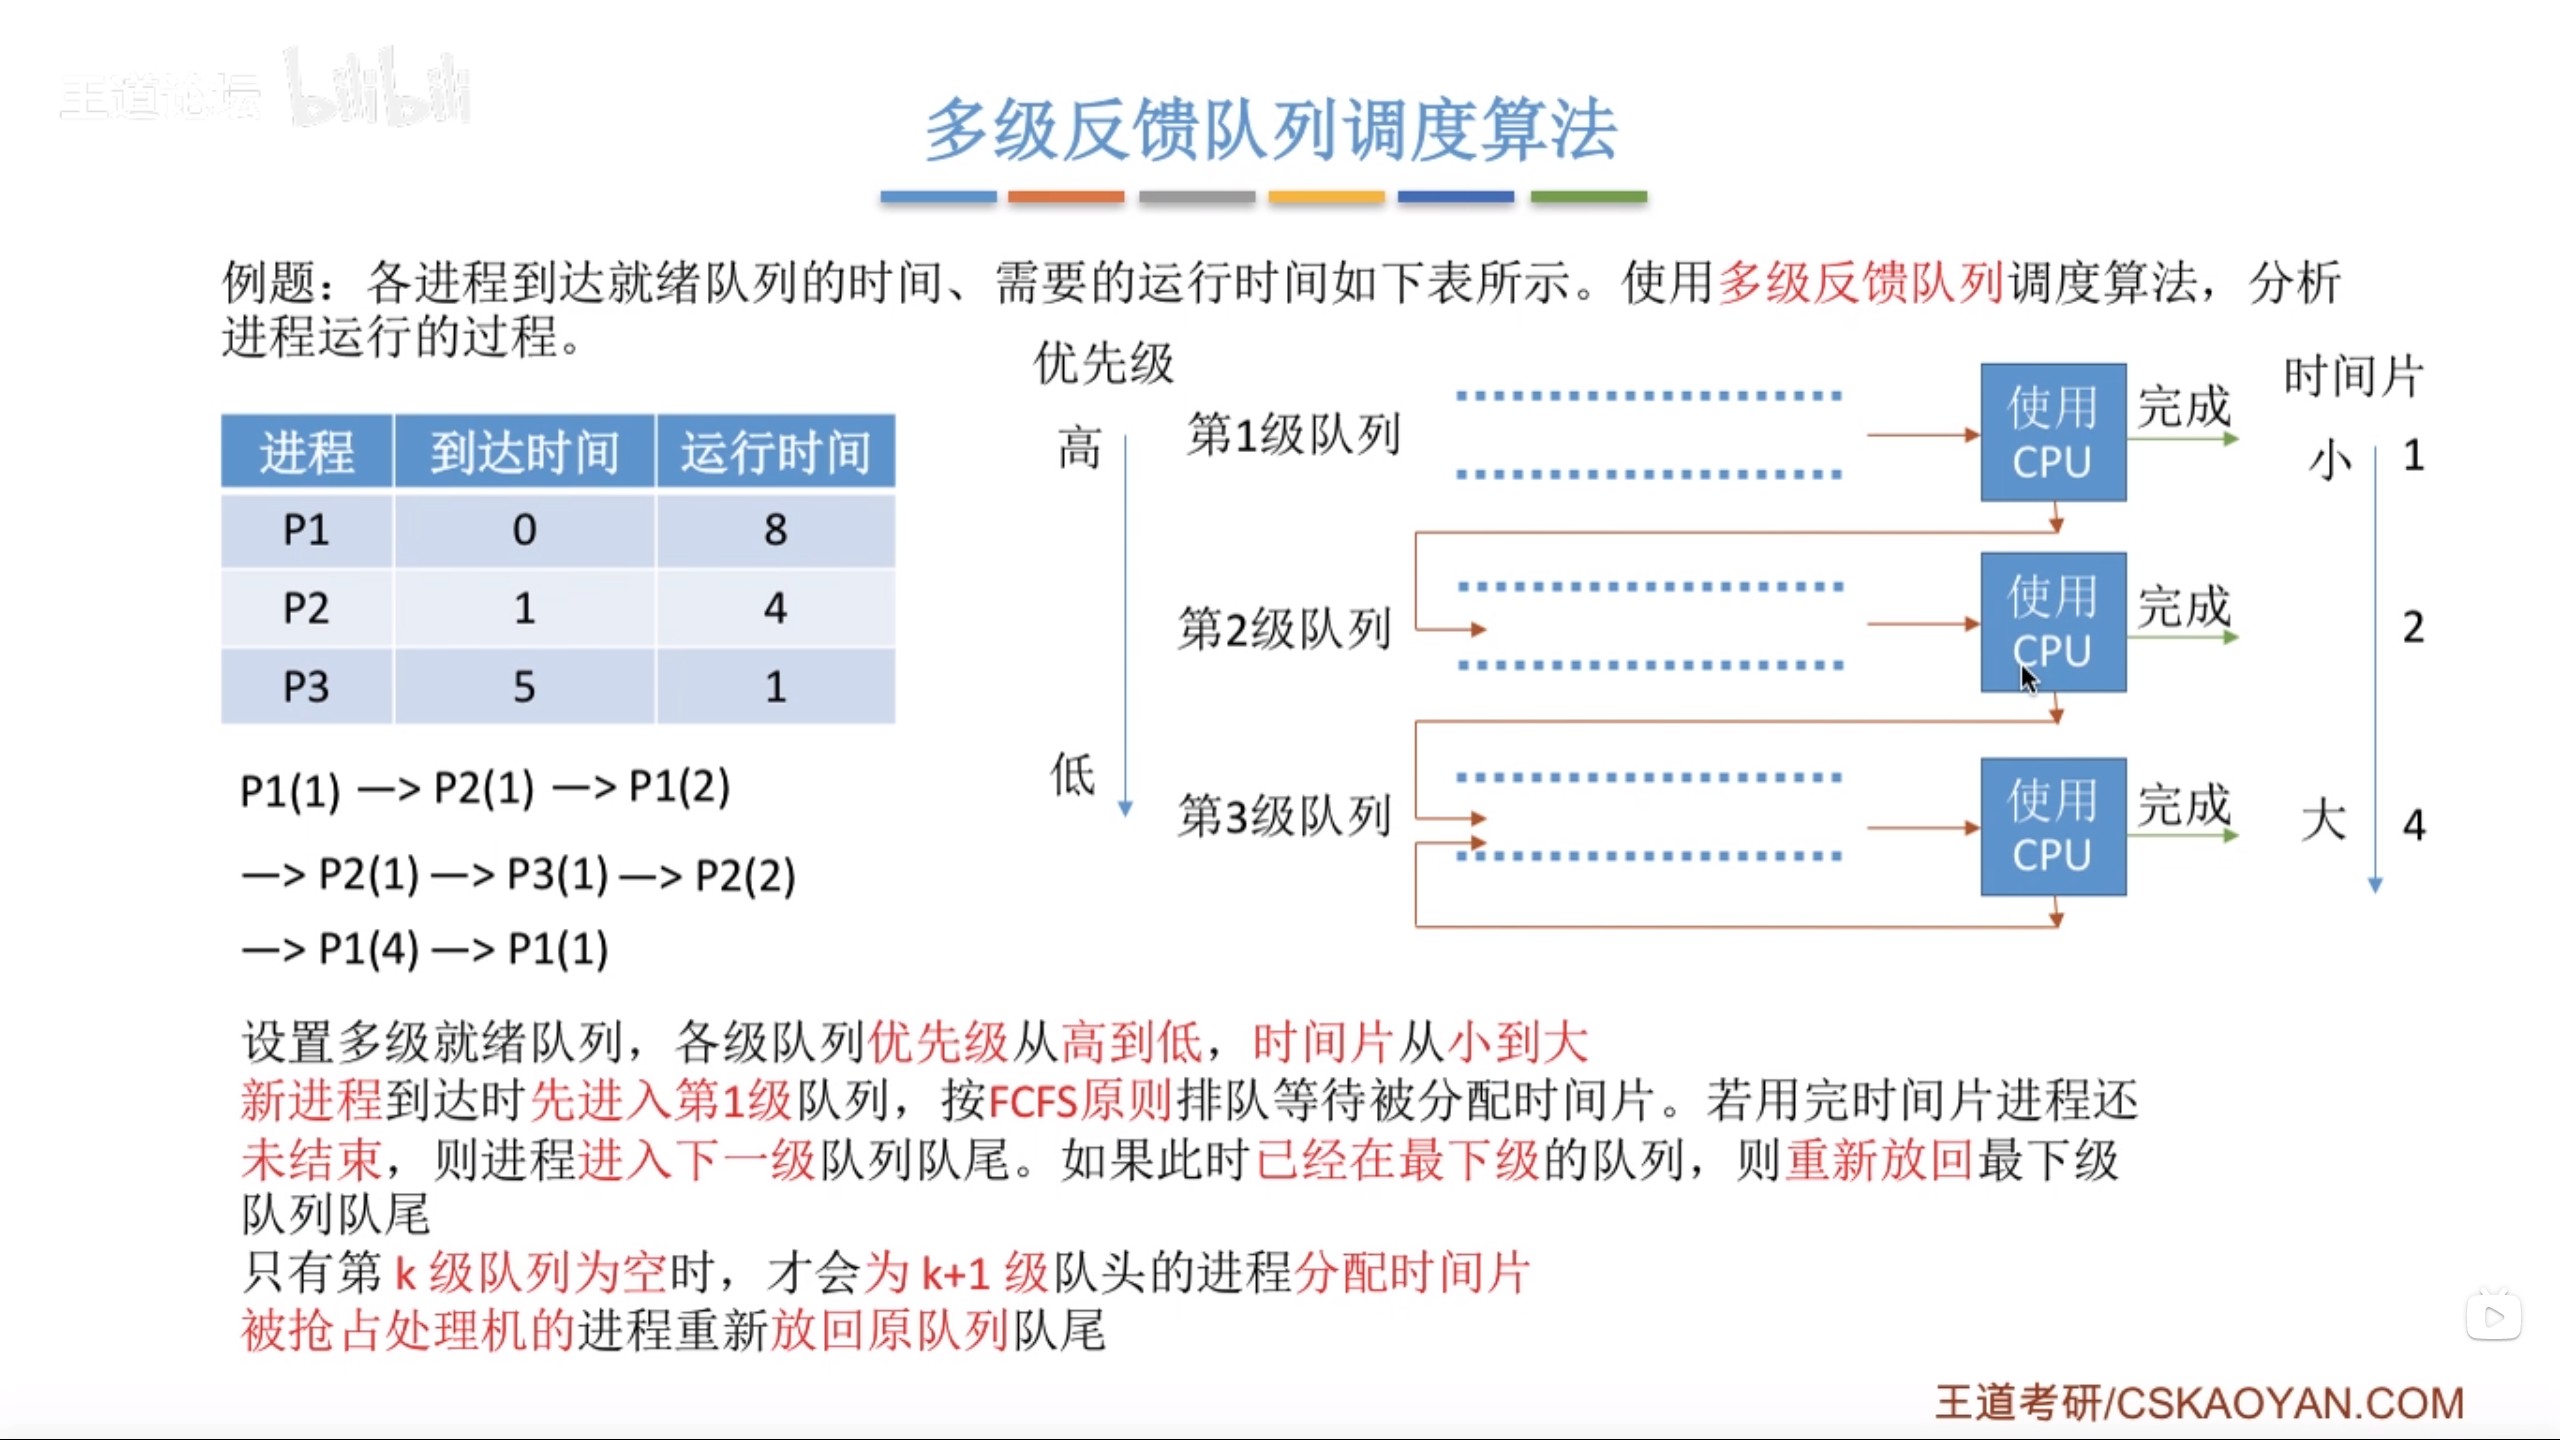 王道论坛 bilibili
多级反馈队列调度算法
例题：各进程到达就绪队列的时间、需要的运行时间如下表所示。使用多级反馈队列调度算法，分析
进程运行的过程。
进程 到达时间 运行时间
P1 0 8
P2 1 4
P3 5 1
P1(1) —> P2(1) —> P1(2)
—> P2(1) —> P3(1) —> P2(2)
—> P1(4) —> P1(1)
优先级
高
低
第1级队列
使用
CPU
完成
第2级队列
使用
CPU
完成
第3级队列
使用
CPU
完成
时间片
小 1
2
大 4
设置多级就绪队列，各级队列优先级从高到低，时间片从小到大
新进程到达时先进入第1级队列，按FCFS原则排队等待被分配时间片。若用完时间片进程还
未结束，则进程进入下一级队列队尾。如果此时已经在最下级的队列，则重新放回最下级
队列队尾
只有第 k 级队列为空时，才会为 k+1 级队头的进程分配时间片
被抢占处理机的进程重新放回原队列队尾
王道考研/CSKAOYAN.COM